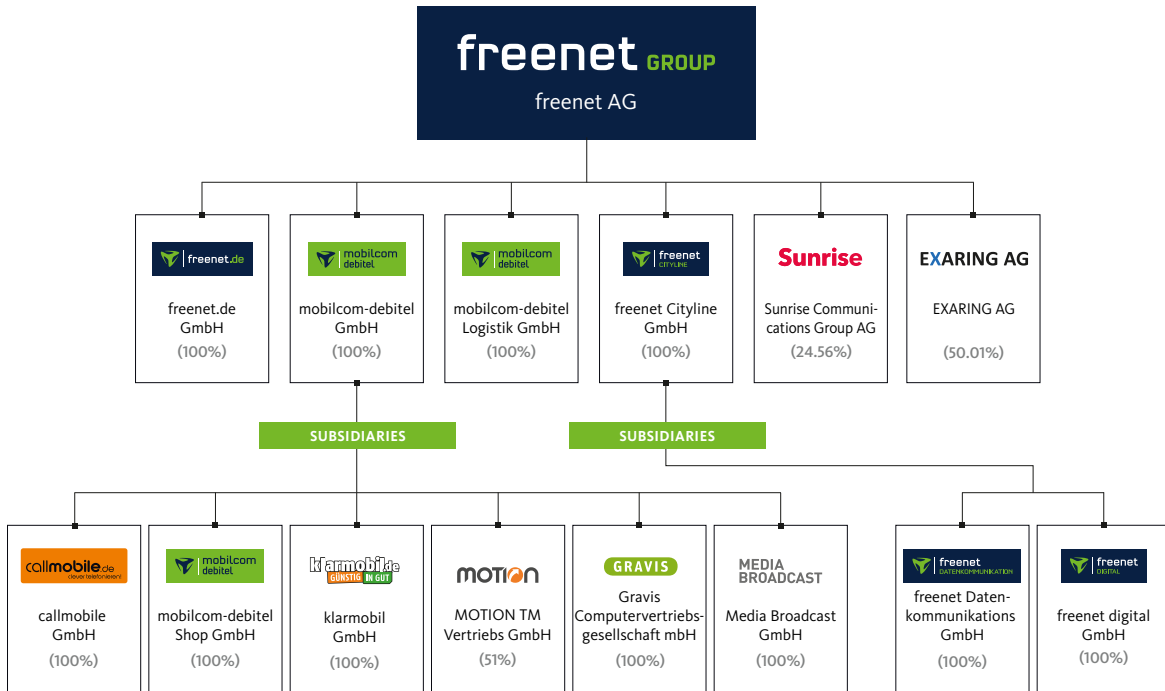 freenet GROUP
freenet AG
freenet.de
freenet.de
GmbH
(100%)
mobilcom
debitel
mobilcom-debitel
GmbH
(100%)
mobilcom
debitel
mobilcom-debitel
Logistik GmbH
(100%)
freenet
CITYLINE
freenet Cityline
GmbH
(100%)
Sunrise
Sunrise Communi-
cations Group AG
(24.56%)
EXARING AG
EXARING AG
(50.01%)
SUBSIDIARIES
SUBSIDIARIES
callmobile.de
clever telefonieren!
callmobile
GmbH
(100%)
mobilcom
debitel
mobilcom-debitel
Shop GmbH
(100%)
klarmobil.de
GÜNSTIG IN GUT
klarmobil
GmbH
(100%)
MOTION
MOTION TM
Vertriebs GmbH
(51%)
GRAVIS
Gravis
Computervertriebs-
gesellschaft mbH
(100%)
MEDIA
BROADCAST
Media Broadcast
GmbH
(100%)
freenet
DATENKOMMUNIKATION
freenet Daten-
kommunikations
GmbH
(100%)
freenet
DIGITAL
freenet digital
GmbH
(100%)